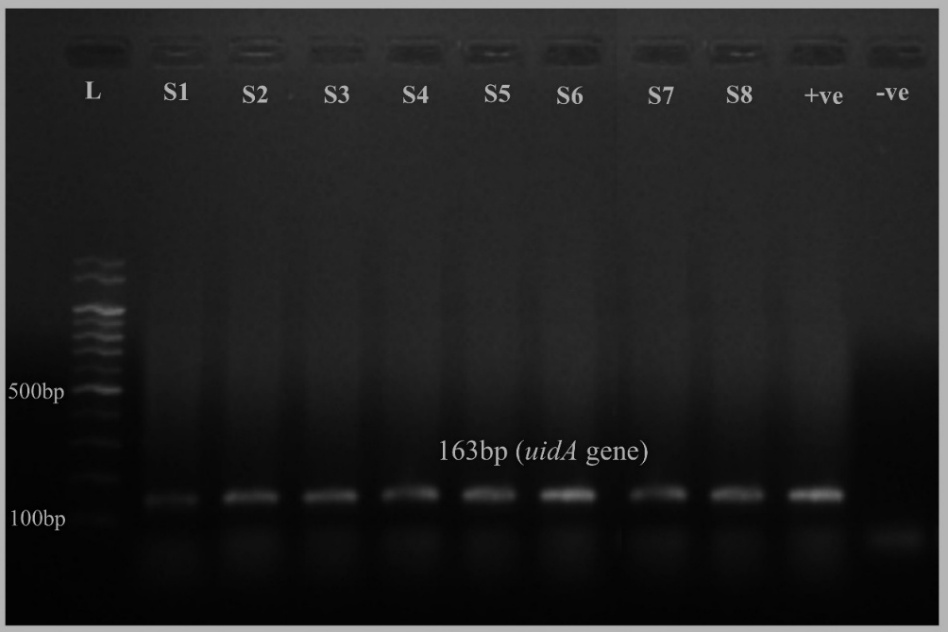 L S1 S2 S3 S4 S5 S6 S7 S8 +ve -ve
500bp
163bp (uidA gene)
100bp